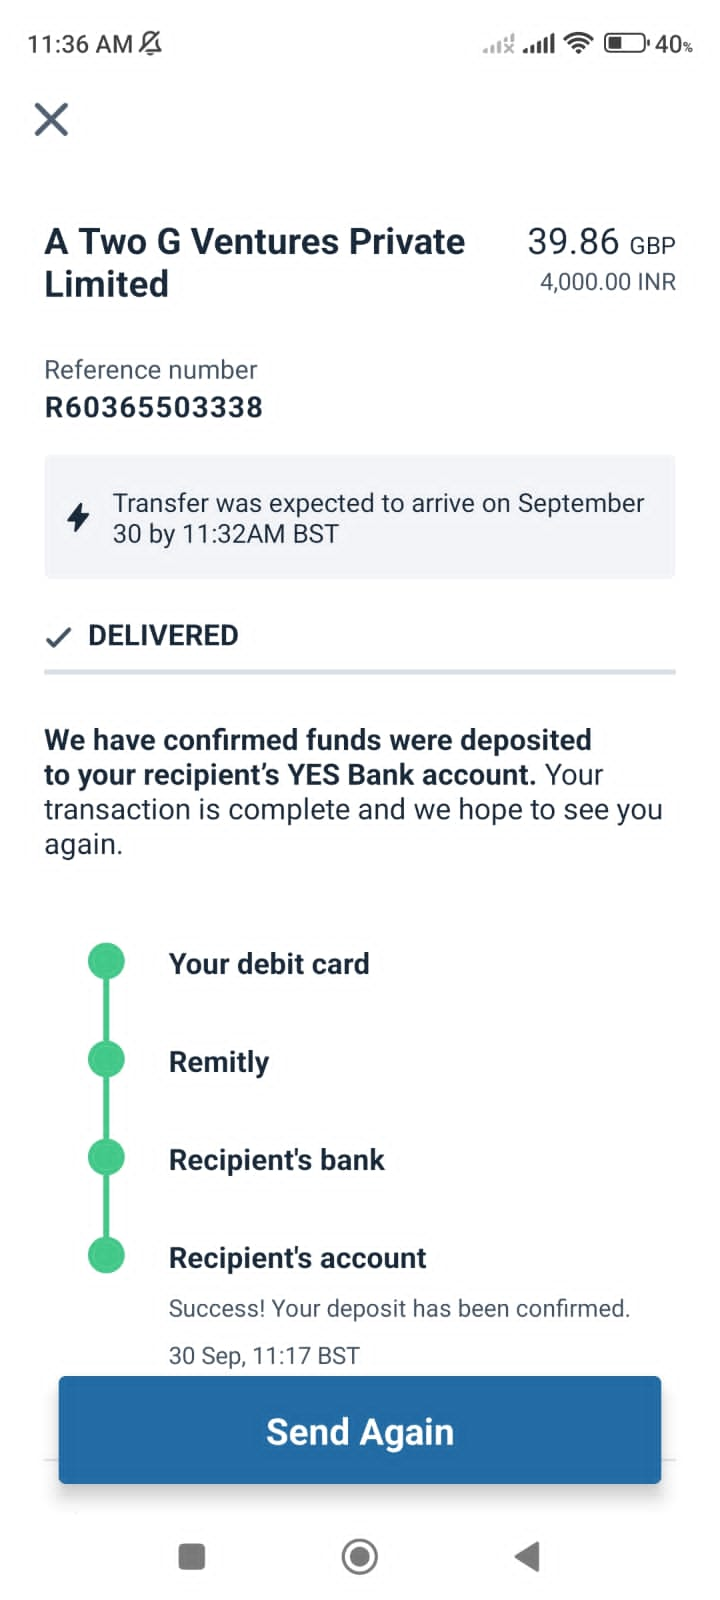 11:36 AM
40%
A Two G Ventures Private
Limited
39.86 GBP
4,000.00 INR
Reference number
R60365503338
Transfer was expected to arrive on September
30 by 11:32AM BST
DELIVERED
We have confirmed funds were deposited
to your recipient's YES Bank account. Your
transaction is complete and we hope to see you
again.
Your debit card
Remitly
Recipient's bank
Recipient's account
Success! Your deposit has been confirmed.
30 Sep, 11:17 BST
Send Again